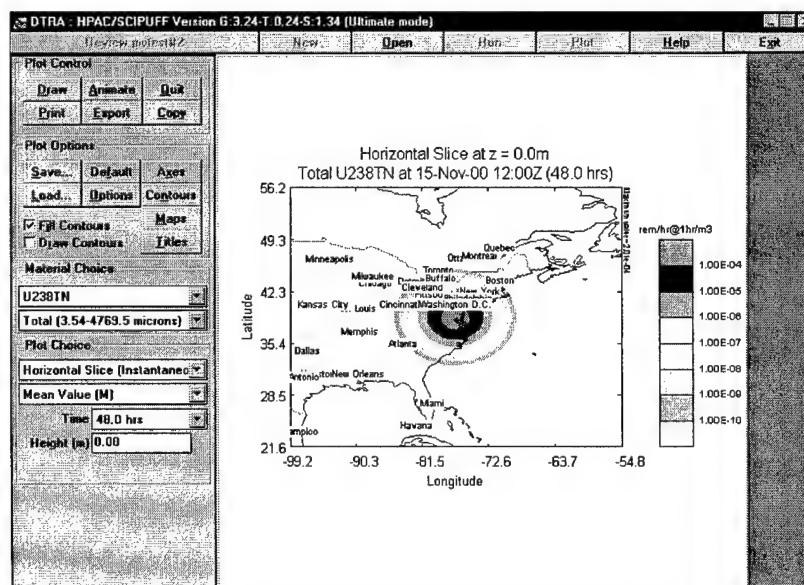 DTRA : HPAC/SCIPUFF Version G:3.24-T:0.24-S:1.34 (Ultimate mode)
New Open Run Plot Help Exit
Plot Control
Draw Animate Quit
Print Export Copy
Plot Options
Save... Default Axes
Load... Options Contours
Fill Contours Maps
Draw Contours Titles
Material Choice
U238TN
Total (3.54-4769.5 microns)
Plot Choice
Horizontal Slice (Instantaneo
Mean Value (M)
Time 48.0 hrs
Height (m) 0.00
Horizontal Slice at z = 0.0m
Total U238TN at 15-Nov-00 12:00Z (48.0 hrs)
56.2
49.3
42.3
35.4
28.5
21.6
Latitude
-99.2 -90.3 -81.5 -72.6 -63.7 -54.8
Longitude
Quebec
Minneapolis Montreal
Toronto
Milwaukee Buffalo Boston
Chicago Cleveland New York
Kansas City Louis Cincinnati Washington D.C.
Memphis Atlanta
Dallas
New Orleans
Miami
Havana
rem/hr@1hr/m3
1.00E-04
1.00E-05
1.00E-06
1.00E-07
1.00E-08
1.00E-09
1.00E-10